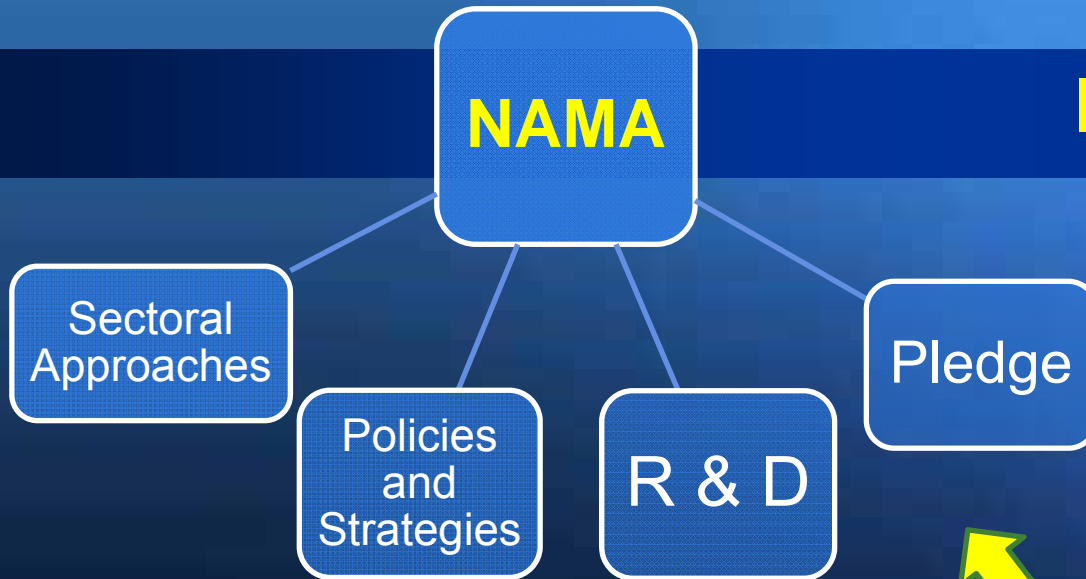 NAMA
Sectoral
Approaches
Policies
and
Strategies
R & D
Pledge